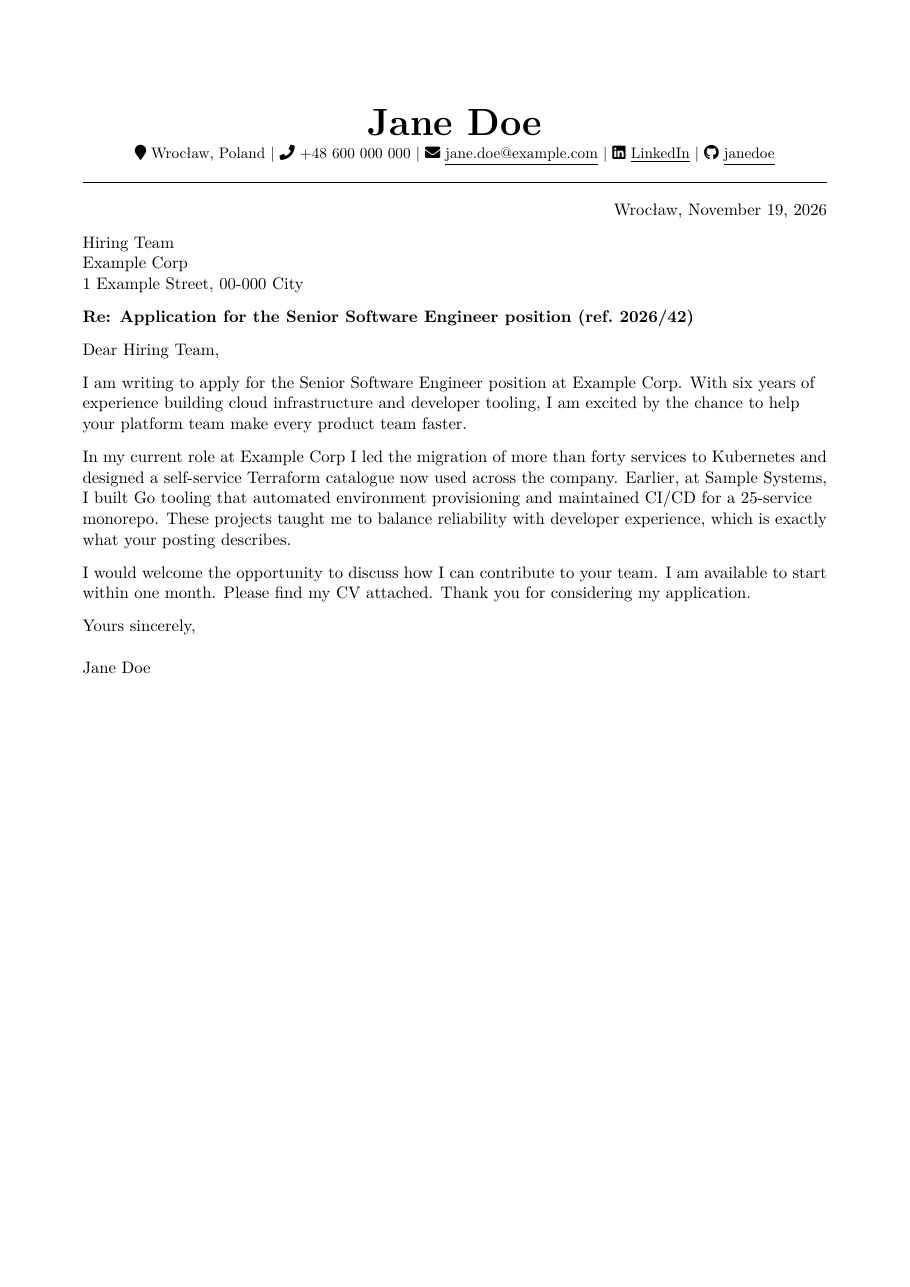 Jane Doe
Wrocław, Poland | +48 600 000 000 | jane.doe@example.com | LinkedIn | janedoe
Wrocław, November 19, 2026
Hiring Team
Example Corp
1 Example Street, 00-000 City
Re: Application for the Senior Software Engineer position (ref. 2026/42)
Dear Hiring Team,
I am writing to apply for the Senior Software Engineer position at Example Corp. With six years of
experience building cloud infrastructure and developer tooling, I am excited by the chance to help
your platform team make every product team faster.
In my current role at Example Corp I led the migration of more than forty services to Kubernetes and
designed a self-service Terraform catalogue now used across the company. Earlier, at Sample Systems,
I built Go tooling that automated environment provisioning and maintained CI/CD for a 25-service
monorepo. These projects taught me to balance reliability with developer experience, which is exactly
what your posting describes.
I would welcome the opportunity to discuss how I can contribute to your team. I am available to start
within one month. Please find my CV attached. Thank you for considering my application.
Yours sincerely,
Jane Doe